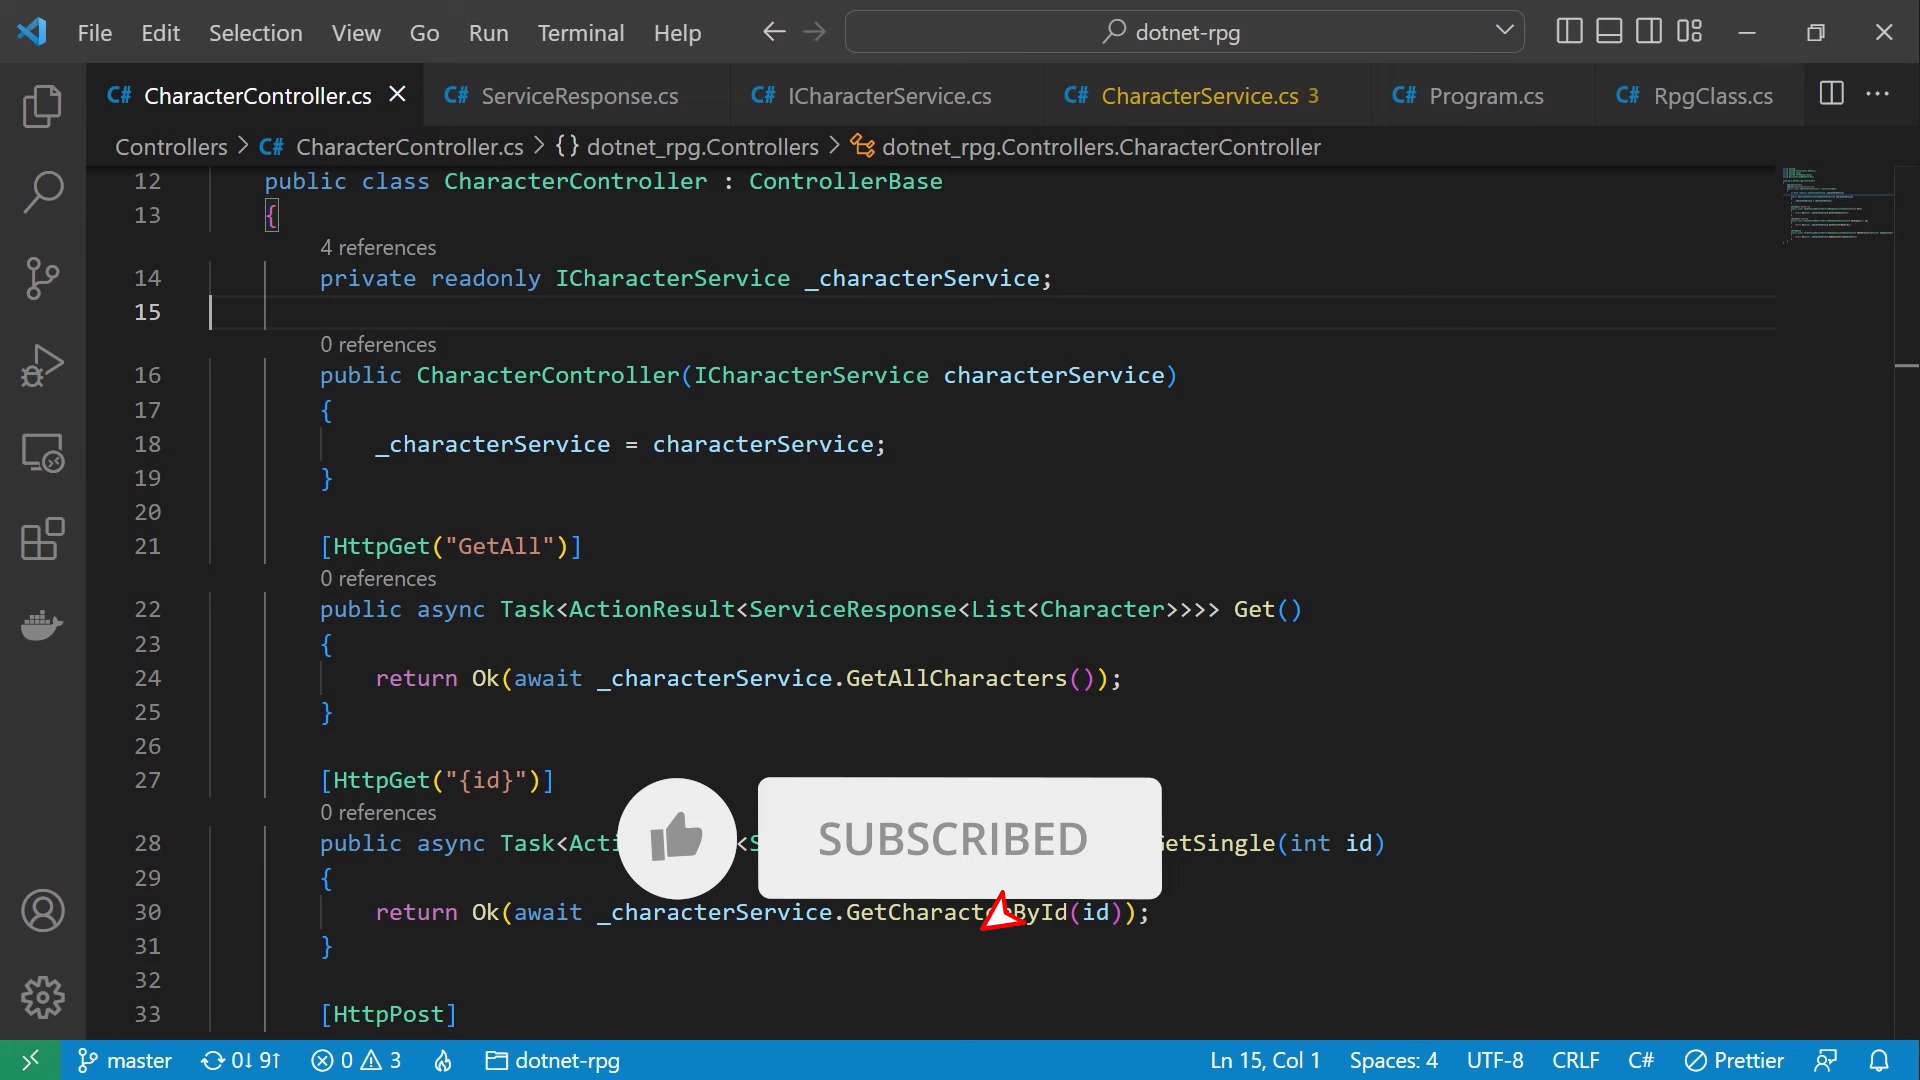 File Edit Selection View Go Run Terminal Help dotnet-rpg
C# CharacterController.cs C# ServiceResponse.cs C# ICharacterService.cs C# CharacterService.cs 3 C# Program.cs C# RpgClass.cs
Controllers > C# CharacterController.cs > {} dotnet_rpg.Controllers > dotnet_rpg.Controllers.CharacterController
12 public class CharacterController : ControllerBase
13 {
4 references
14 private readonly ICharacterService _characterService;
15
0 references
16 public CharacterController(ICharacterService characterService)
17 {
18 _characterService = characterService;
19 }
20
21 [HttpGet("GetAll")]
0 references
22 public async Task<ActionResult<ServiceResponse<List<Character>>>> Get()
23 {
24 return Ok(await _characterService.GetAllCharacters());
25 }
26
27 [HttpGet("{id}")]
0 references
28 public async Task<Acti <S GetSingle(int id)
SUBSCRIBED
29 {
30 return Ok(await _characterService.GetCharacterById(id));
31 }
32
33 [HttpPost]
master 0↓ 9↑ 0 3 dotnet-rpg Ln 15, Col 1 Spaces: 4 UTF-8 CRLF C# Prettier